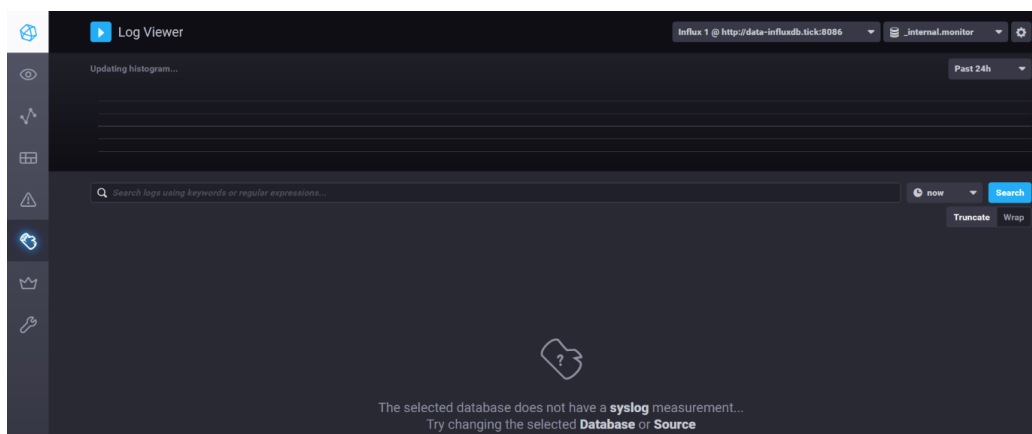 Log Viewer
Influx 1 @ http://data-influxdb.tick:8086
_internal.monitor
Updating histogram...
Past 24h
Search logs using keywords or regular expressions...
now
Search
Truncate
Wrap
?
The selected database does not have a syslog measurement...
Try changing the selected Database or Source